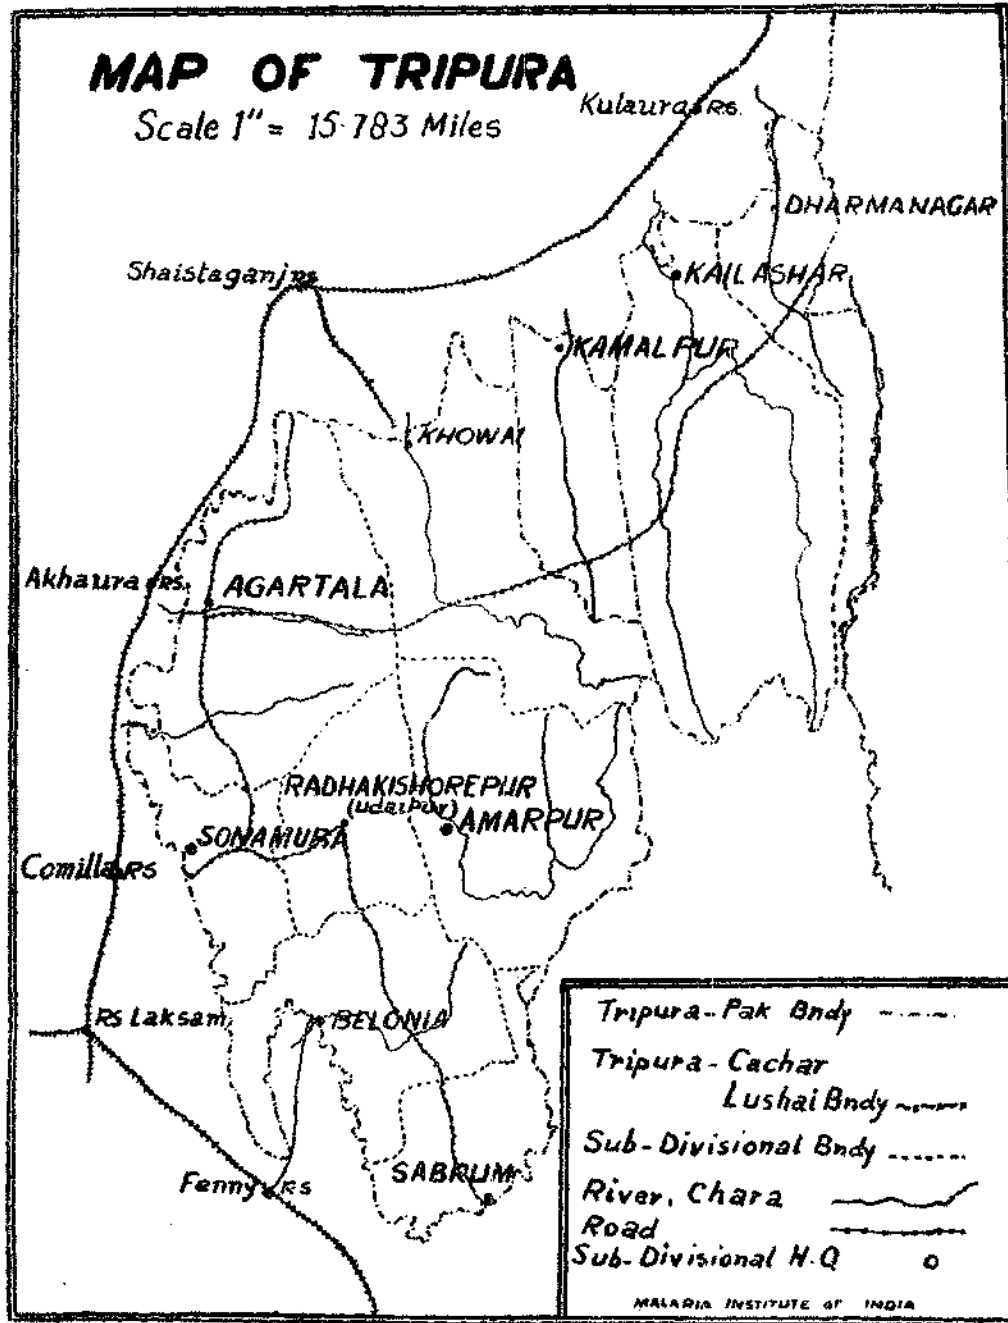 MAP OF TRIPURA
Scale 1" = 15.783 Miles
Kulaura RS.
DHARMANAGAR
Shaistaganj RS
KAILASHAR
KAMALPUR
KHOWAI
Akhaura RS.
AGARTALA
RADHAKISHOREPUR
(Udaipur)
AMARPUR
SONAMURA
Comilla RS
RS Laksam
BELONIA
SABRUM
Fenny RS
Tripura-Pak Bndy
Tripura-Cachar
Lushai Bndy
Sub-Divisional Bndy
River, Chara
Road
Sub-Divisional H.Q
MALARIA INSTITUTE OF INDIA